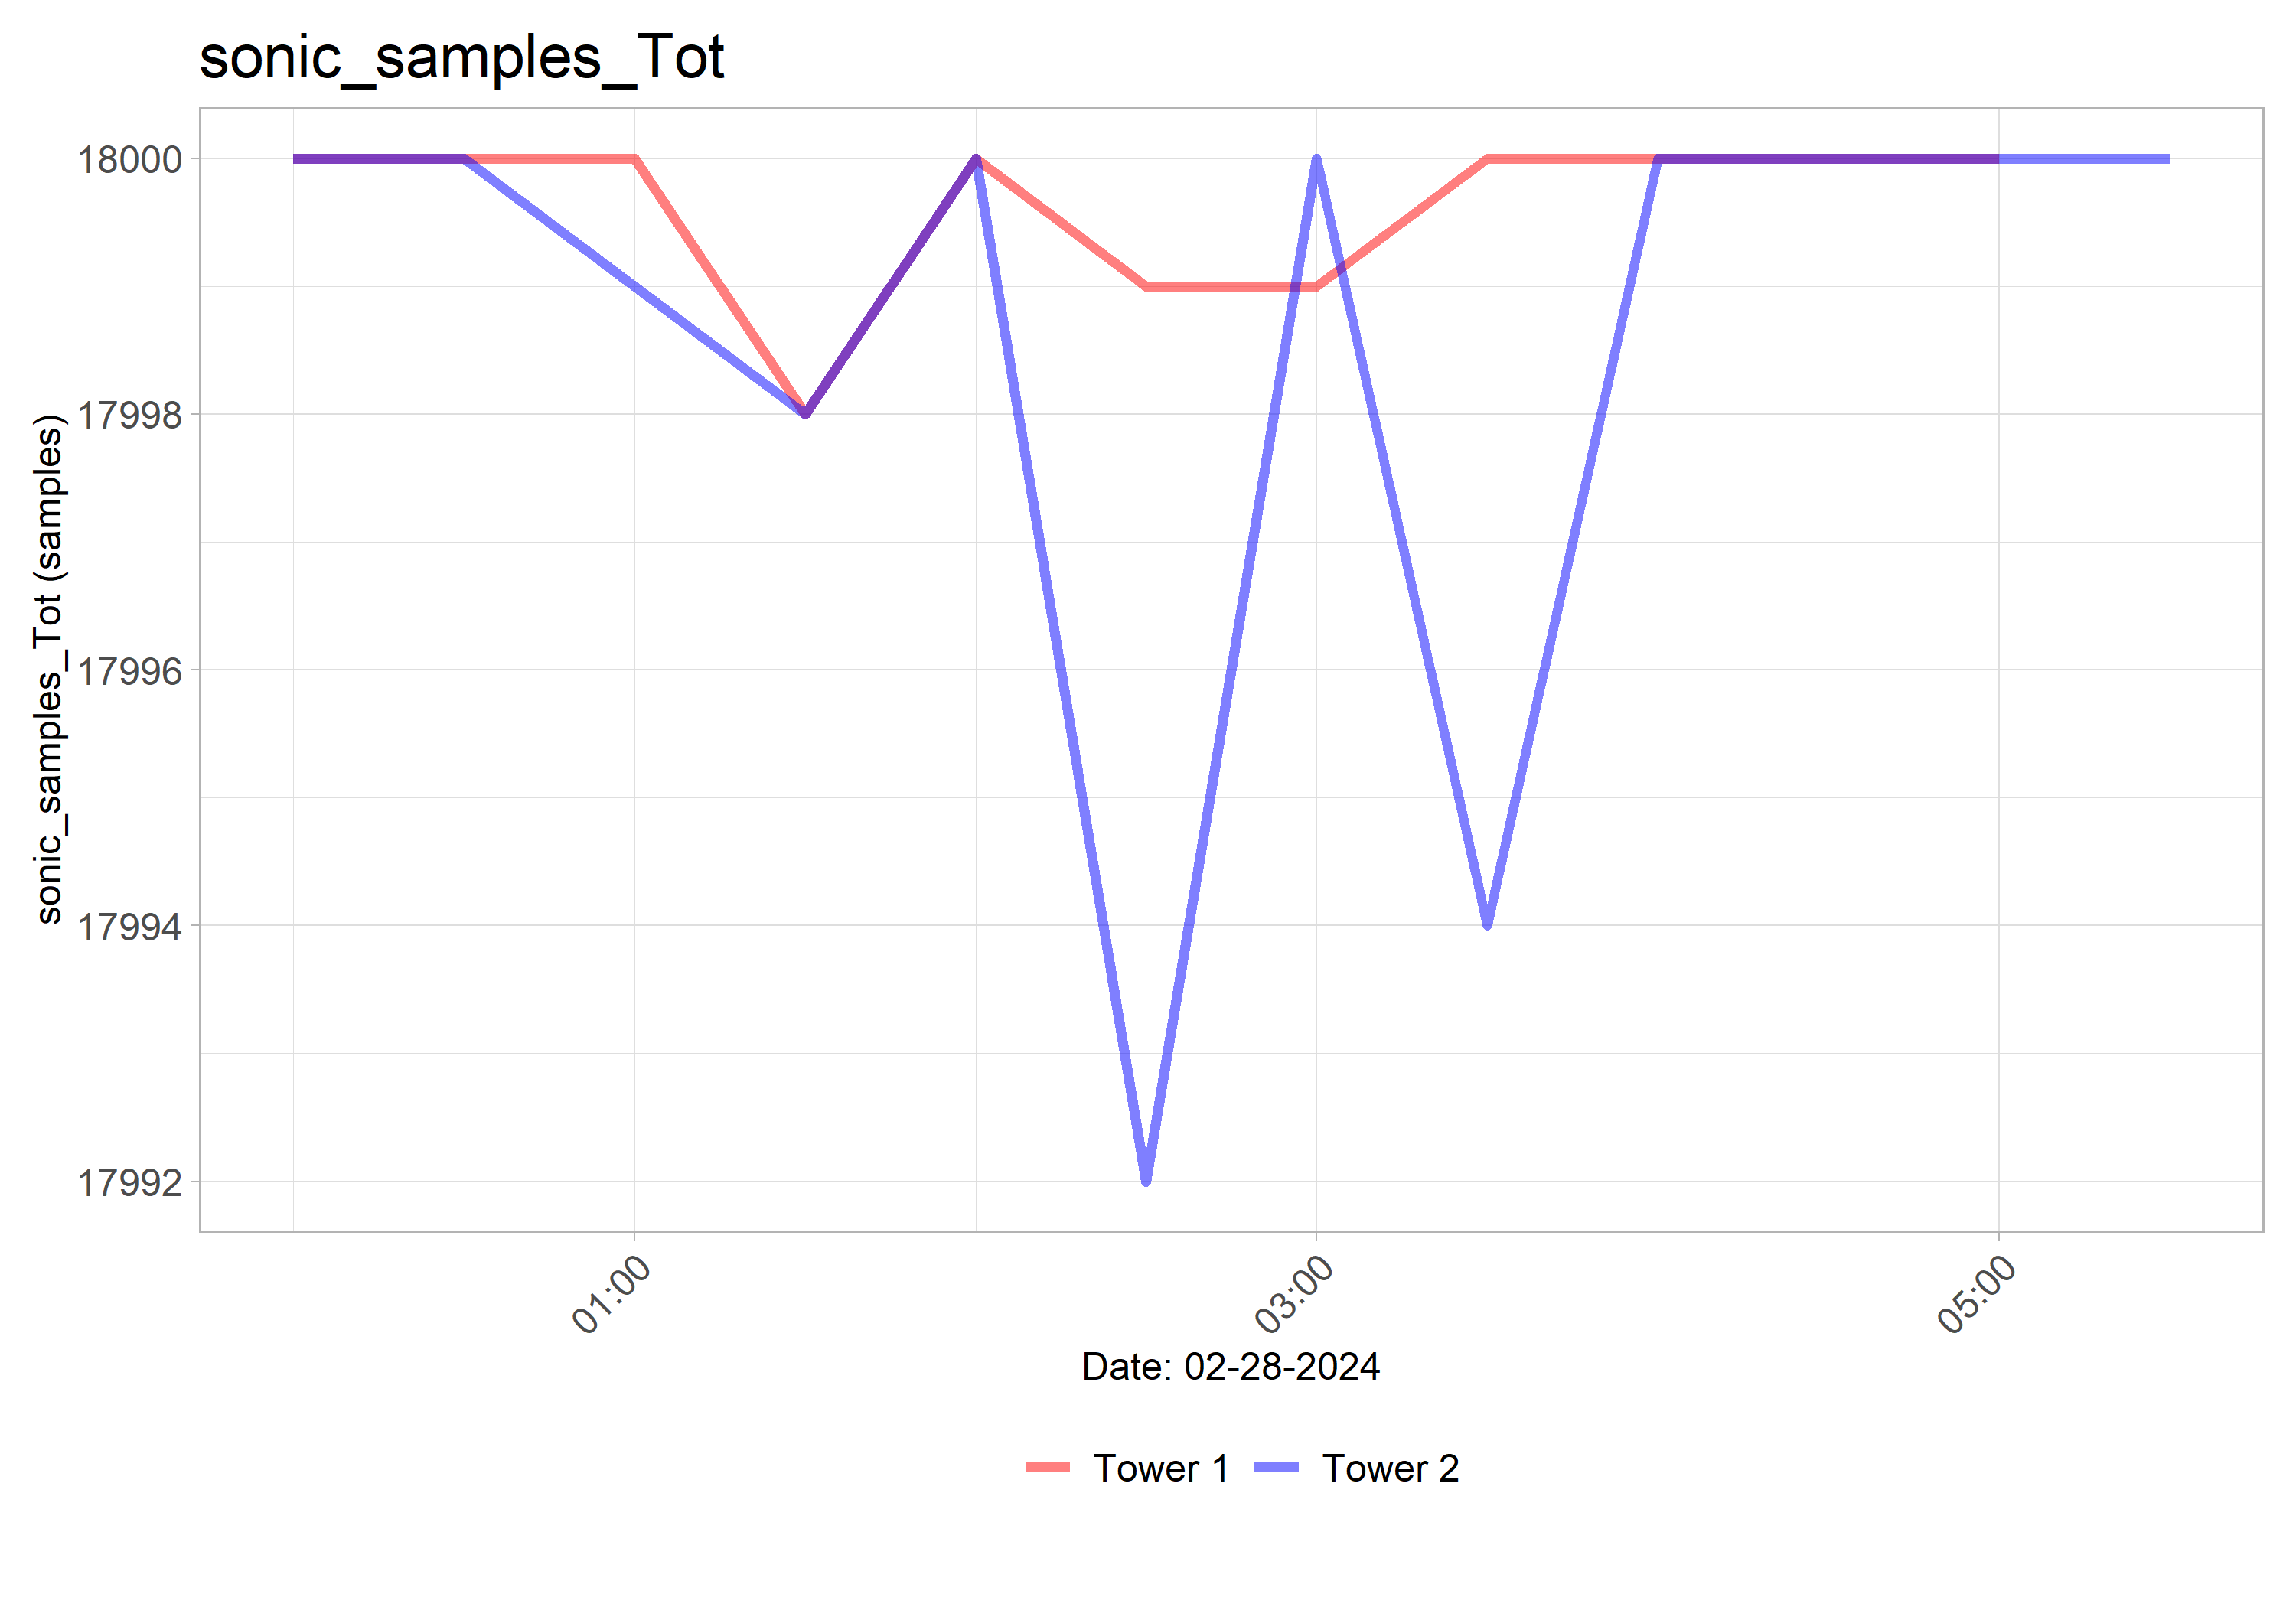 sonic_samples_Tot
sonic_samples_Tot (samples)
18000
17998
17996
17994
17992
01:00
03:00
05:00
Date: 02-28-2024
Tower 1
Tower 2